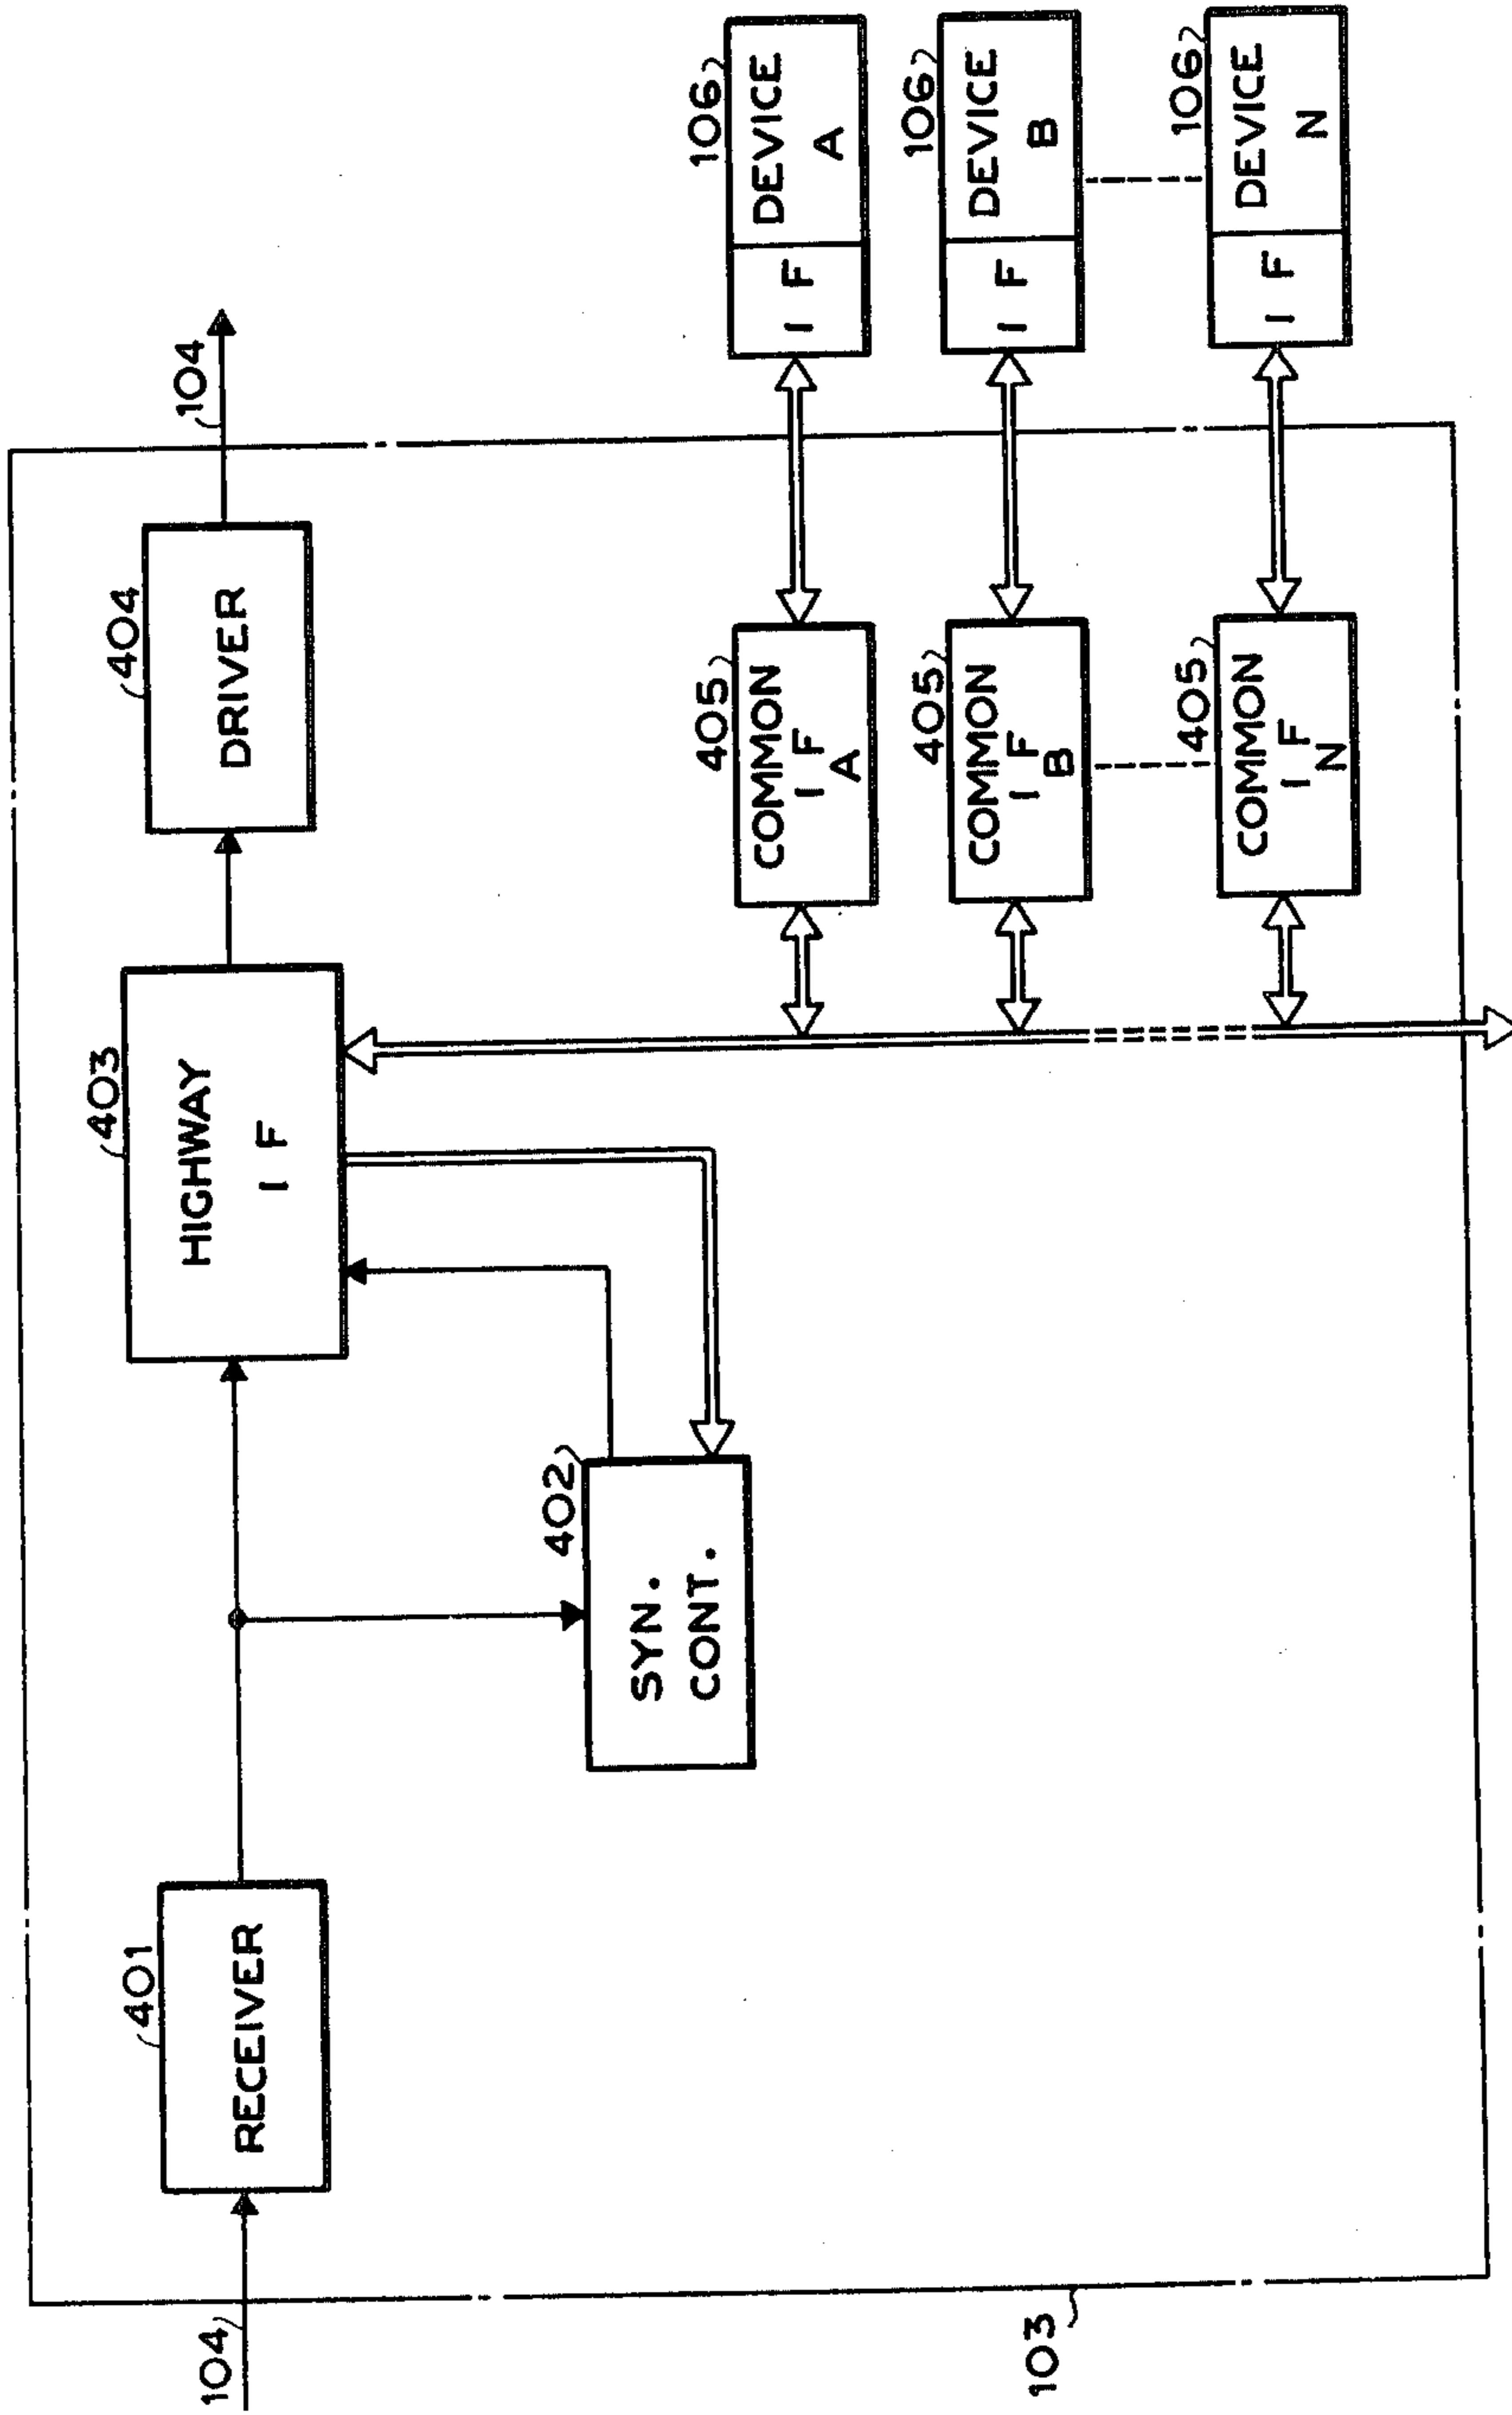 104
401
RECEIVER
402
SYN.
CONT.
403
HIGHWAY
I F
404
DRIVER
104
405
COMMON
I F
A
106
I F
DEVICE
A
405
COMMON
I F
B
106
I F
DEVICE
B
405
COMMON
I F
N
106
I F
DEVICE
N
103